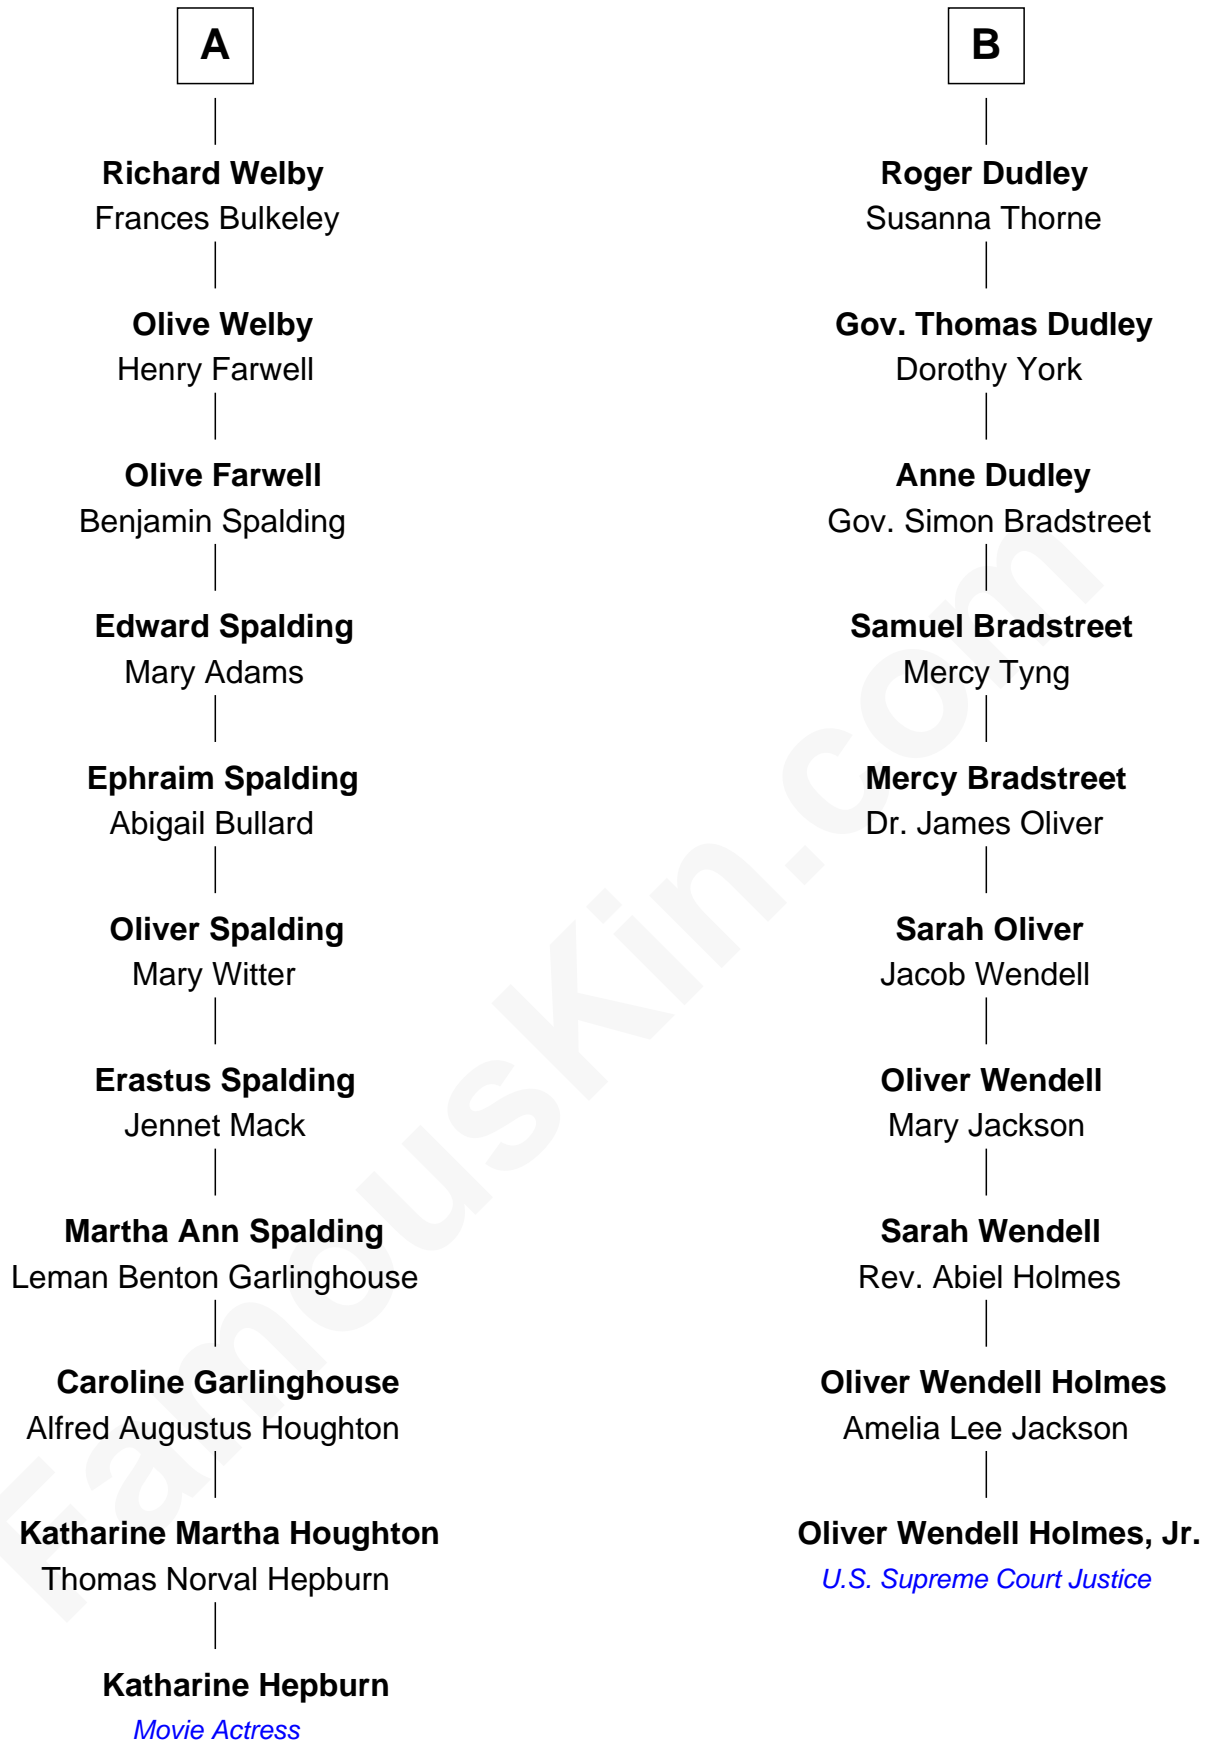 A
Richard Welby
Frances Bulkeley
Olive Welby
Henry Farwell
Olive Farwell
Benjamin Spalding
Edward Spalding
Mary Adams
Ephraim Spalding
Abigail Bullard
Oliver Spalding
Mary Witter
Erastus Spalding
Jennet Mack
Martha Ann Spalding
Leman Benton Garlinghouse
Caroline Garlinghouse
Alfred Augustus Houghton
Katharine Martha Houghton
Thomas Norval Hepburn
Katharine Hepburn
Movie Actress
B
Roger Dudley
Susanna Thorne
Gov. Thomas Dudley
Dorothy York
Anne Dudley
Gov. Simon Bradstreet
Samuel Bradstreet
Mercy Tyng
Mercy Bradstreet
Dr. James Oliver
Sarah Oliver
Jacob Wendell
Oliver Wendell
Mary Jackson
Sarah Wendell
Rev. Abiel Holmes
Oliver Wendell Holmes
Amelia Lee Jackson
Oliver Wendell Holmes, Jr.
U.S. Supreme Court Justice
FamousKin.com